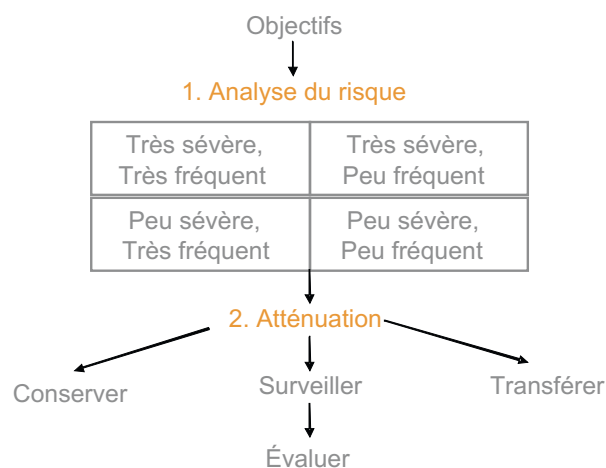 Objectifs
1. Analyse du risque
Très sévère,
Très fréquent
Très sévère,
Peu fréquent
Peu sévère,
Très fréquent
Peu sévère,
Peu fréquent
2. Atténuation
Conserver
Surveiller
Transférer
Évaluer